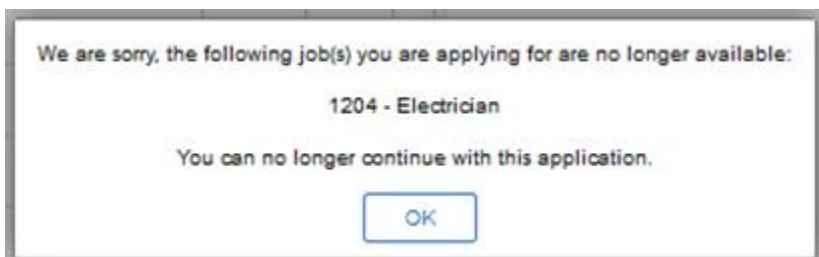 We are sorry, the following job(s) you are applying for are no longer available:
1204 - Electrician
You can no longer continue with this application.
OK